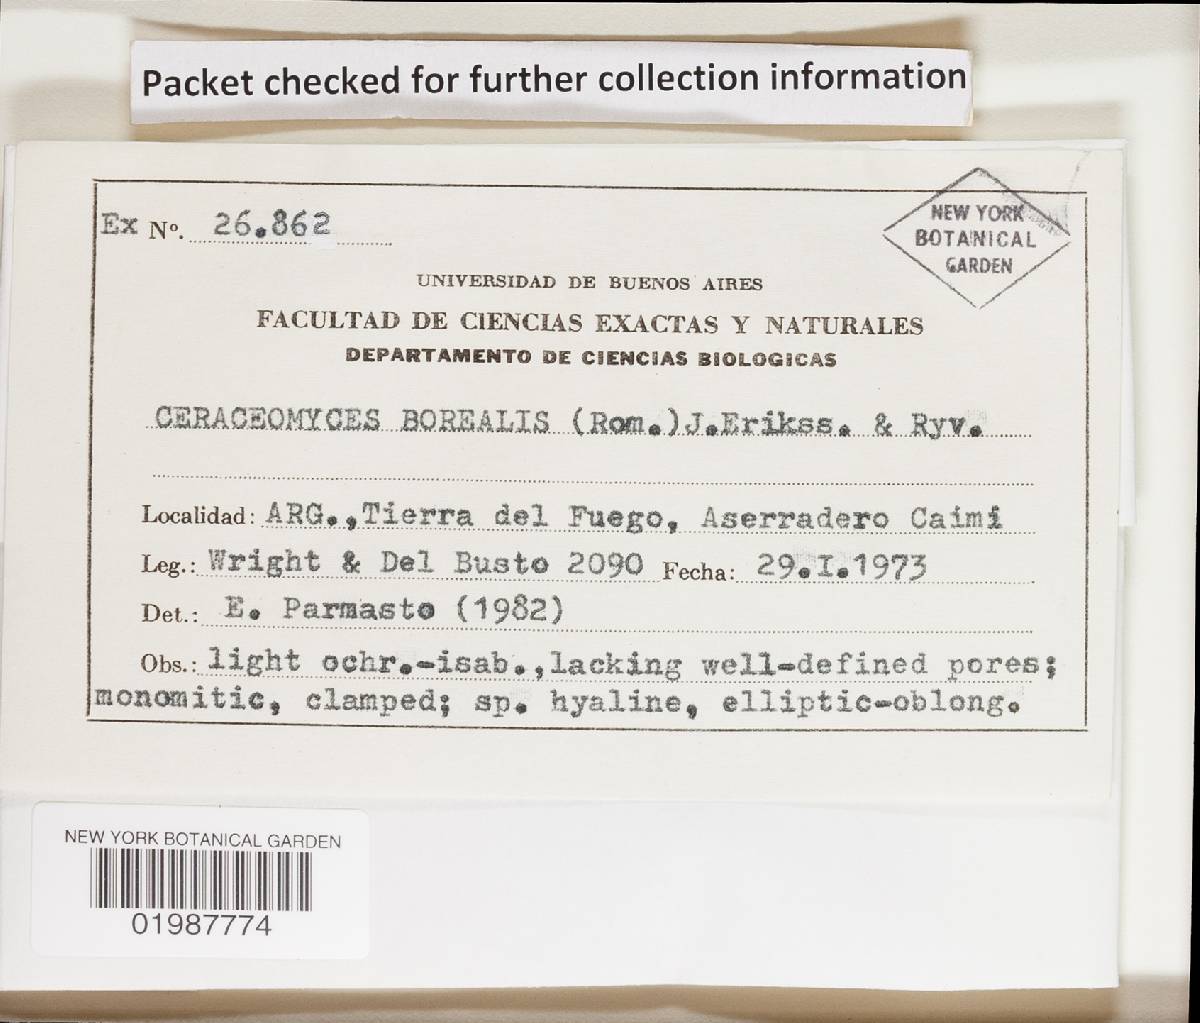 Packet checked for further collection information
Ex Nº. 26.862
NEW YORK
BOTANICAL
GARDEN
UNIVERSIDAD DE BUENOS AIRES
FACULTAD DE CIENCIAS EXACTAS Y NATURALES
DEPARTAMENTO DE CIENCIAS BIOLOGICAS
CERACEOMYCES BOREALIS (Rom.)J.Erikss. & Ryv.
Localidad: ARG.,Tierra del Fuego, Aserradero Caimi
Leg.: Wright & Del Busto 2090 Fecha: 29.I.1973
Det.: E. Parmasto (1982)
Obs.: light ochr.-isab.,lacking well-defined pores;
monomitic, clamped; sp. hyaline, elliptic-oblong.
NEW YORK BOTANICAL GARDEN
01987774